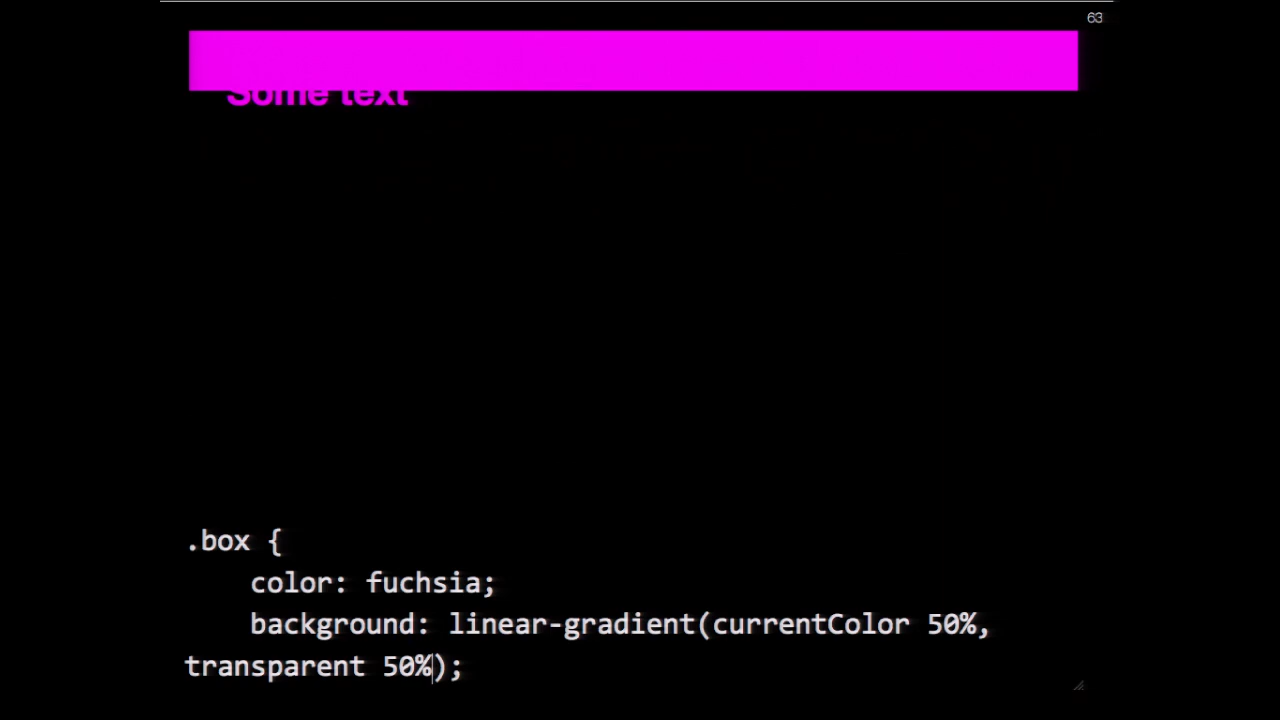 63
Some text
.box {
color: fuchsia;
background: linear-gradient(currentColor 50%,
transparent 50%);